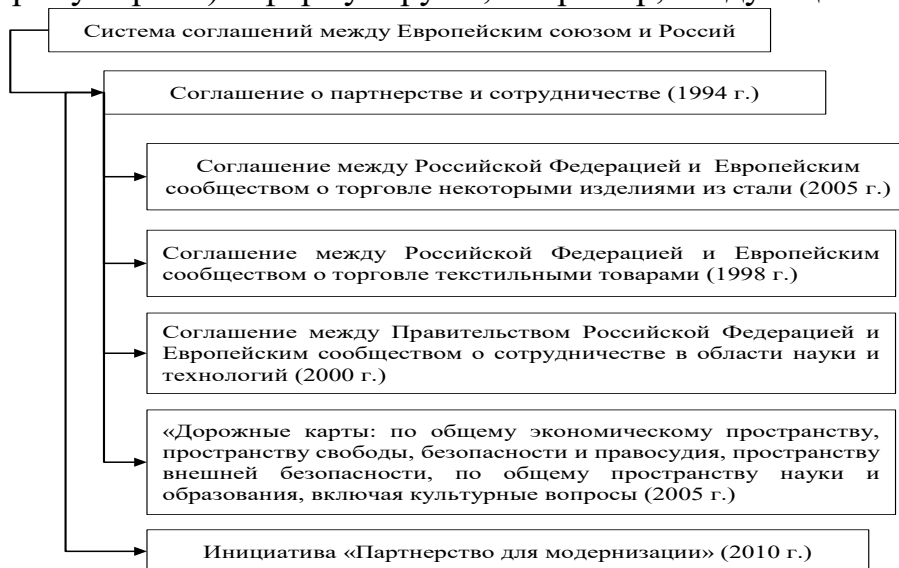 Система соглашений между Европейским союзом и Россий
Соглашение о партнерстве и сотрудничестве (1994 г.)
Соглашение между Российской Федерацией и Европейским
сообществом о торговле некоторыми изделиями из стали (2005 г.)
Соглашение между Российской Федерацией и Европейским
сообществом о торговле текстильными товарами (1998 г.)
Соглашение между Правительством Российской Федерацией и
Европейским сообществом о сотрудничестве в области науки и
технологий (2000 г.)
«Дорожные карты: по общему экономическому пространству,
пространству свободы, безопасности и правосудия, пространству
внешней безопасности, по общему пространству науки и
образования, включая культурные вопросы (2005 г.)
Инициатива «Партнерство для модернизации» (2010 г.)